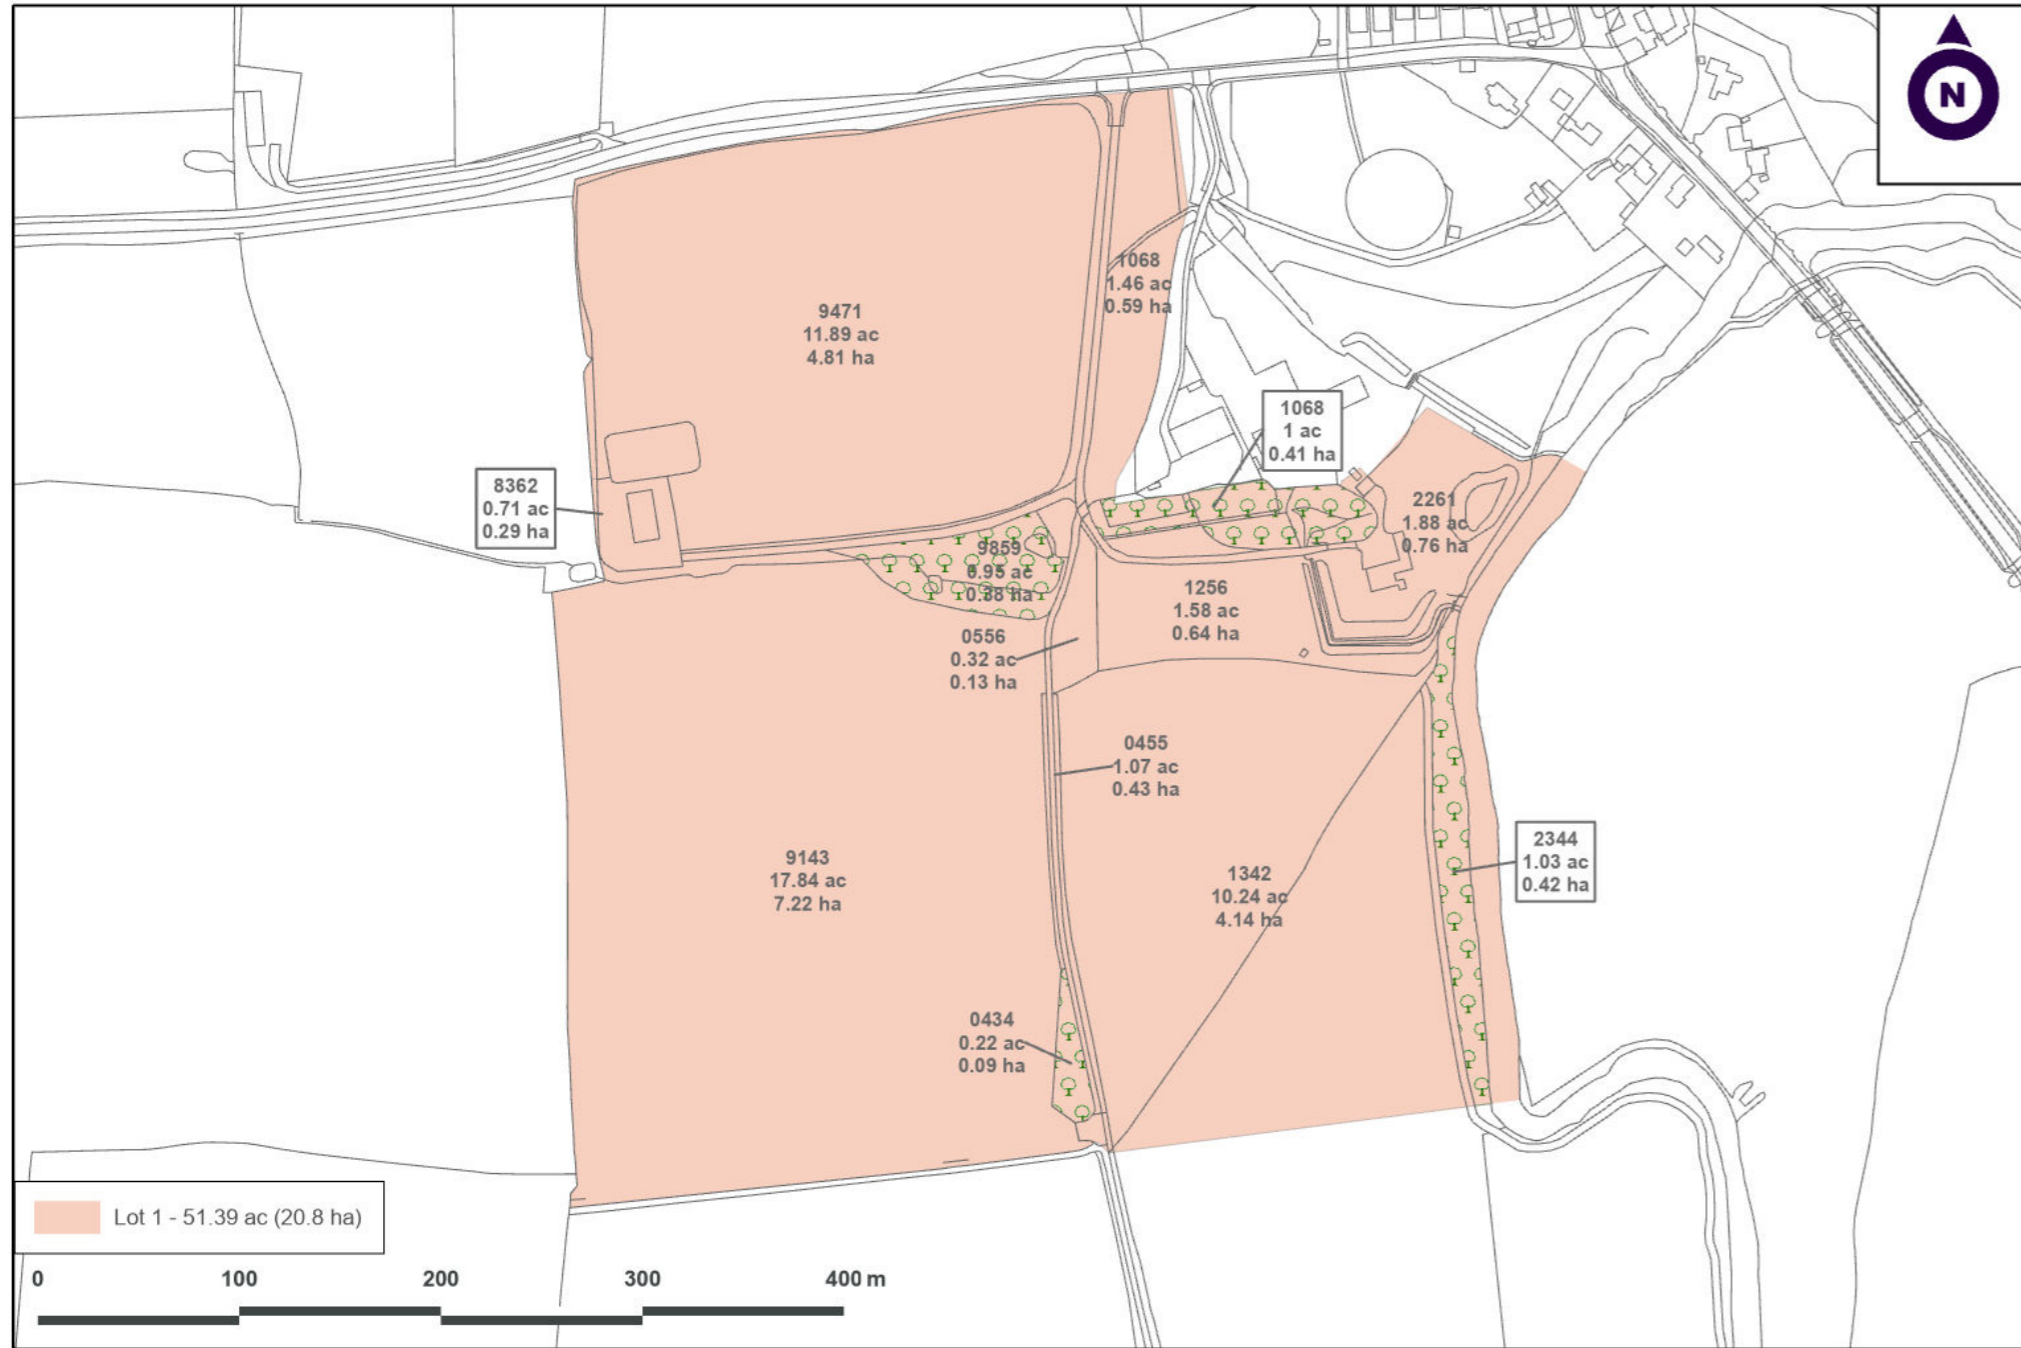 N
9471
11.89 ac
4.81 ha
1068
1.46 ac
0.59 ha
1068
1 ac
0.41 ha
8362
0.71 ac
0.29 ha
2261
1.88 ac
0.76 ha
9859
0.95 ac
0.38 ha
1256
1.58 ac
0.64 ha
0556
0.32 ac
0.13 ha
0455
1.07 ac
0.43 ha
9143
17.84 ac
7.22 ha
1342
10.24 ac
4.14 ha
2344
1.03 ac
0.42 ha
0434
0.22 ac
0.09 ha
Lot 1 - 51.39 ac (20.8 ha)
0 100 200 300 400 m